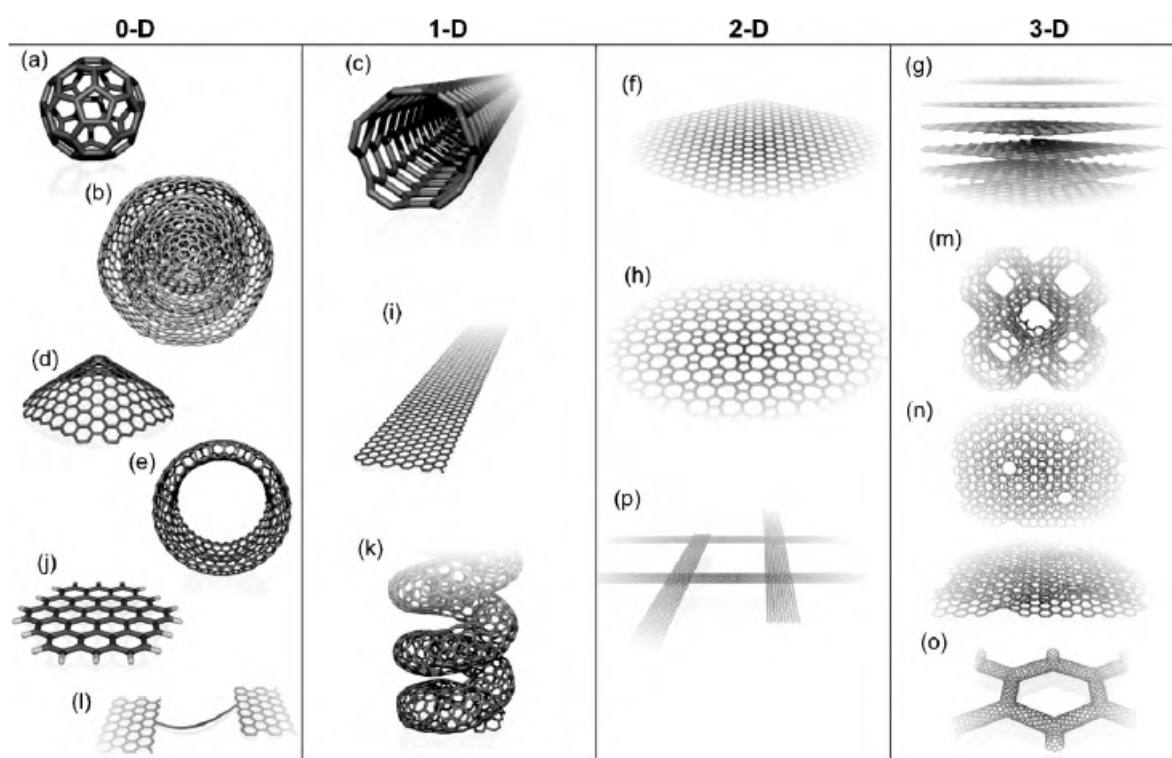 0-D 1-D 2-D 3-D
(a)
(b)
(d)
(e)
(j)
(l)
(c)
(i)
(k)
(f)
(h)
(p)
(g)
(m)
(n)
(o)